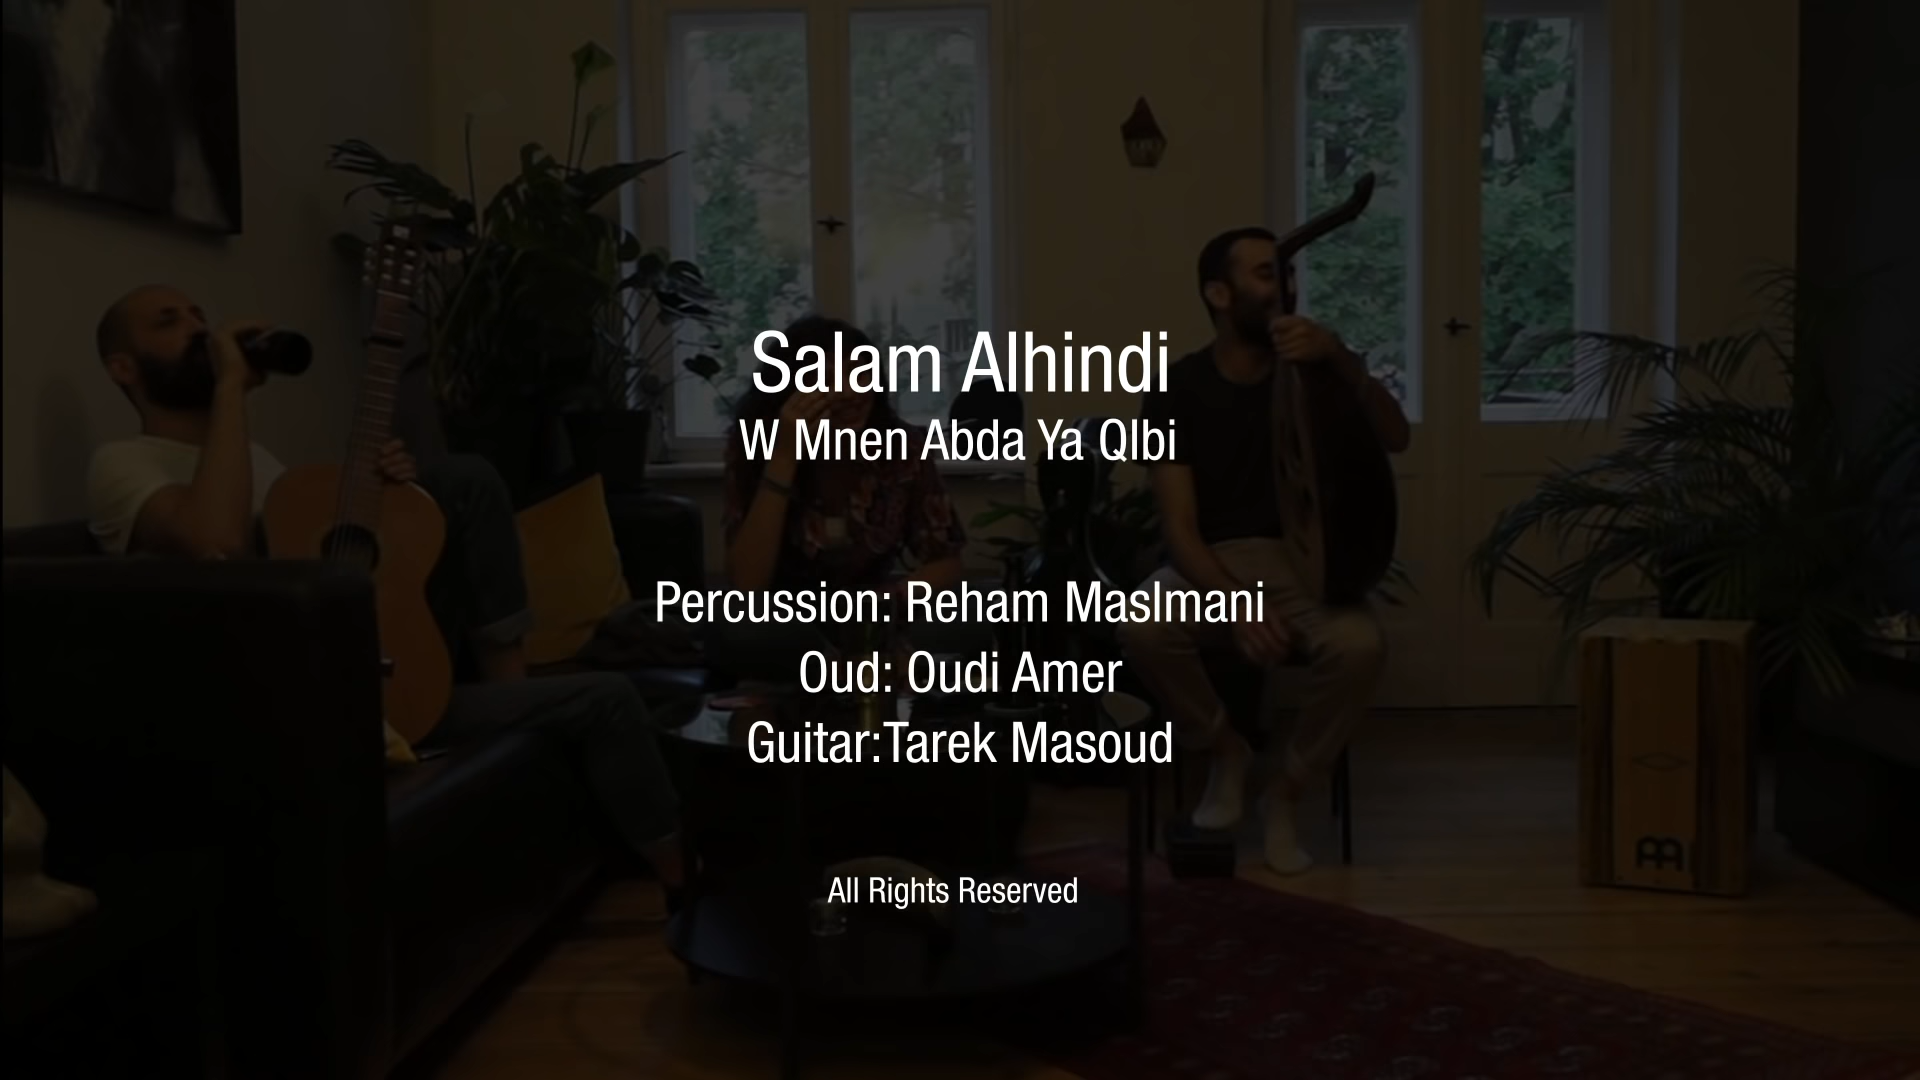 Salam Alhindi
W Mnen Abda Ya Qlbi
Percussion: Reham Maslmani
Oud: Oudi Amer
Guitar:Tarek Masoud
All Rights Reserved